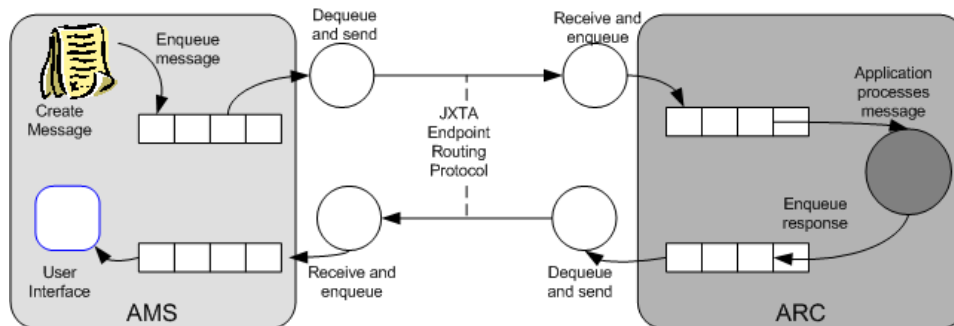 Dequeue
and send
Receive and
enqueue
Enqueue
message
Create
Message
Application
processes
message
JXTA
Endpoint
Routing
Protocol
Enqueue
response
User
Interface
Receive and
enqueue
Dequeue
and send
AMS
ARC